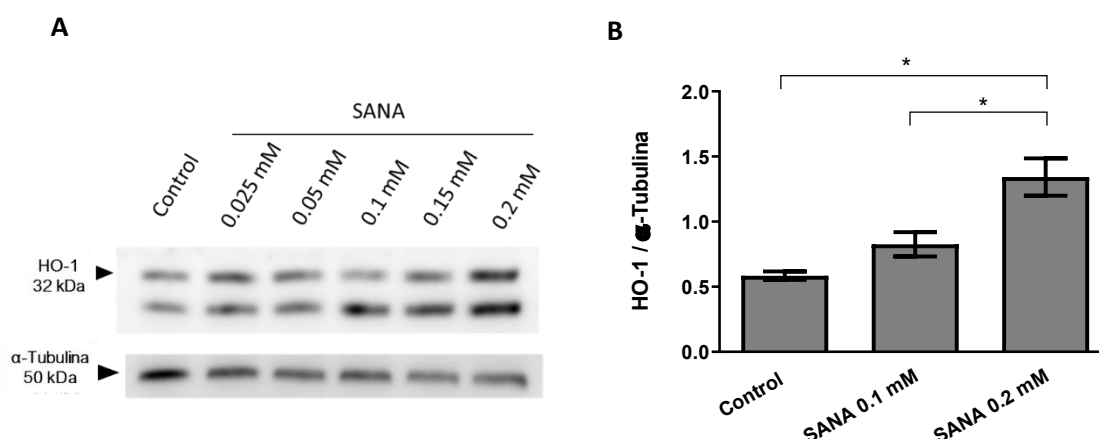 A
SANA
Control
0.025 mM
0.05 mM
0.1 mM
0.15 mM
0.2 mM
HO-1
32 kDa
α-Tubulina
50 kDa
B
*
*
HO-1 / α-Tubulina
2.0
1.5
1.0
0.5
0.0
Control
SANA 0.1 mM
SANA 0.2 mM